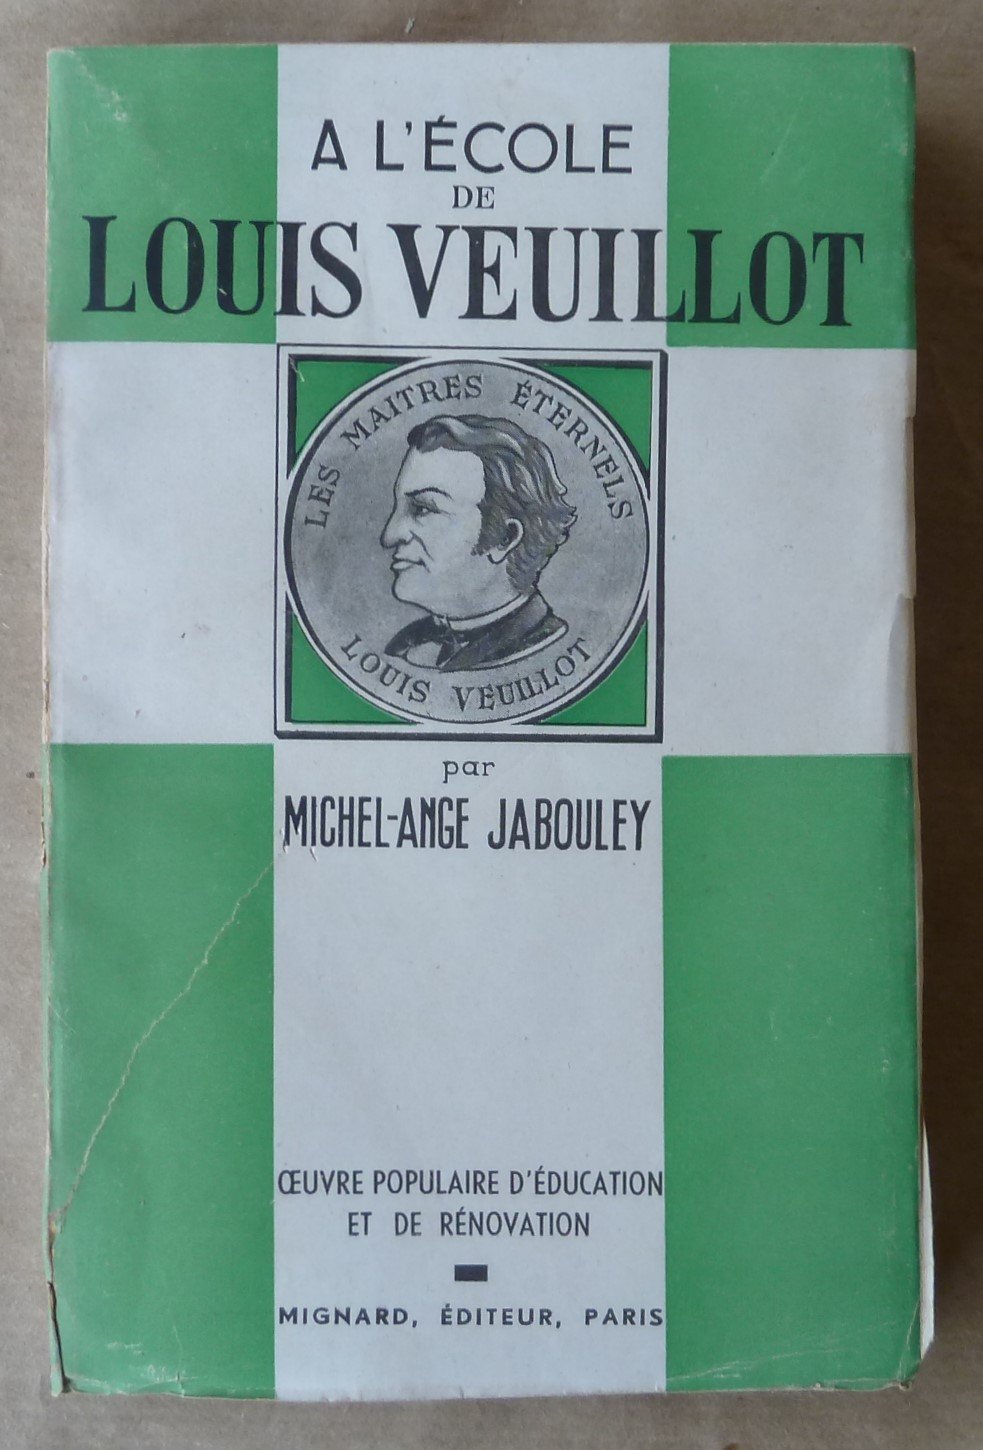 A L'ÉCOLE
DE
LOUIS VEUILLOT
LES MAITRES ÉTERNELS
LOUIS VEUILLOT
par
MICHEL-ANGE JABOULEY
ŒUVRE POPULAIRE D'ÉDUCATION
ET DE RÉNOVATION
MIGNARD, ÉDITEUR, PARIS